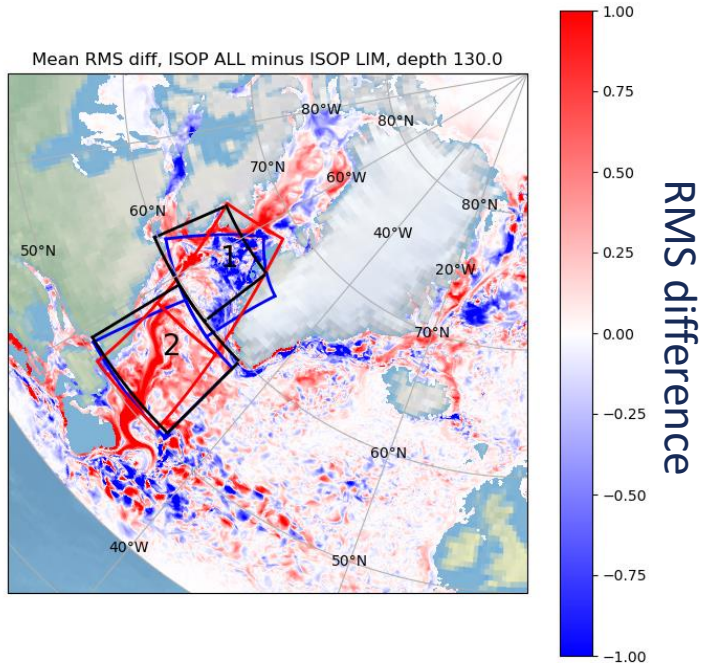 Mean RMS diff, ISOP ALL minus ISOP LIM, depth 130.0
80°W
80°N
70°N
60°W
60°N
80°N
50°N
40°W
1
20°W
70°N
2
60°N
40°W
50°N
1.00
0.75
0.50
0.25
0.00
−0.25
−0.50
−0.75
−1.00
RMS difference